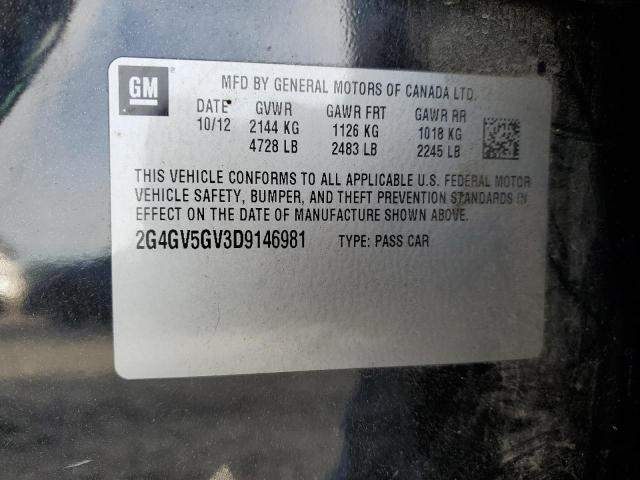 GM
MFD BY GENERAL MOTORS OF CANADA LTD.
DATE GVWR GAWR FRT GAWR RR
10/12 2144 KG 1126 KG 1018 KG
4728 LB 2483 LB 2245 LB
THIS VEHICLE CONFORMS TO ALL APPLICABLE U.S. FEDERAL MOTOR
VEHICLE SAFETY, BUMPER, AND THEFT PREVENTION STANDARDS IN
EFFECT ON THE DATE OF MANUFACTURE SHOWN ABOVE.
2G4GV5GV3D9146981 TYPE: PASS CAR